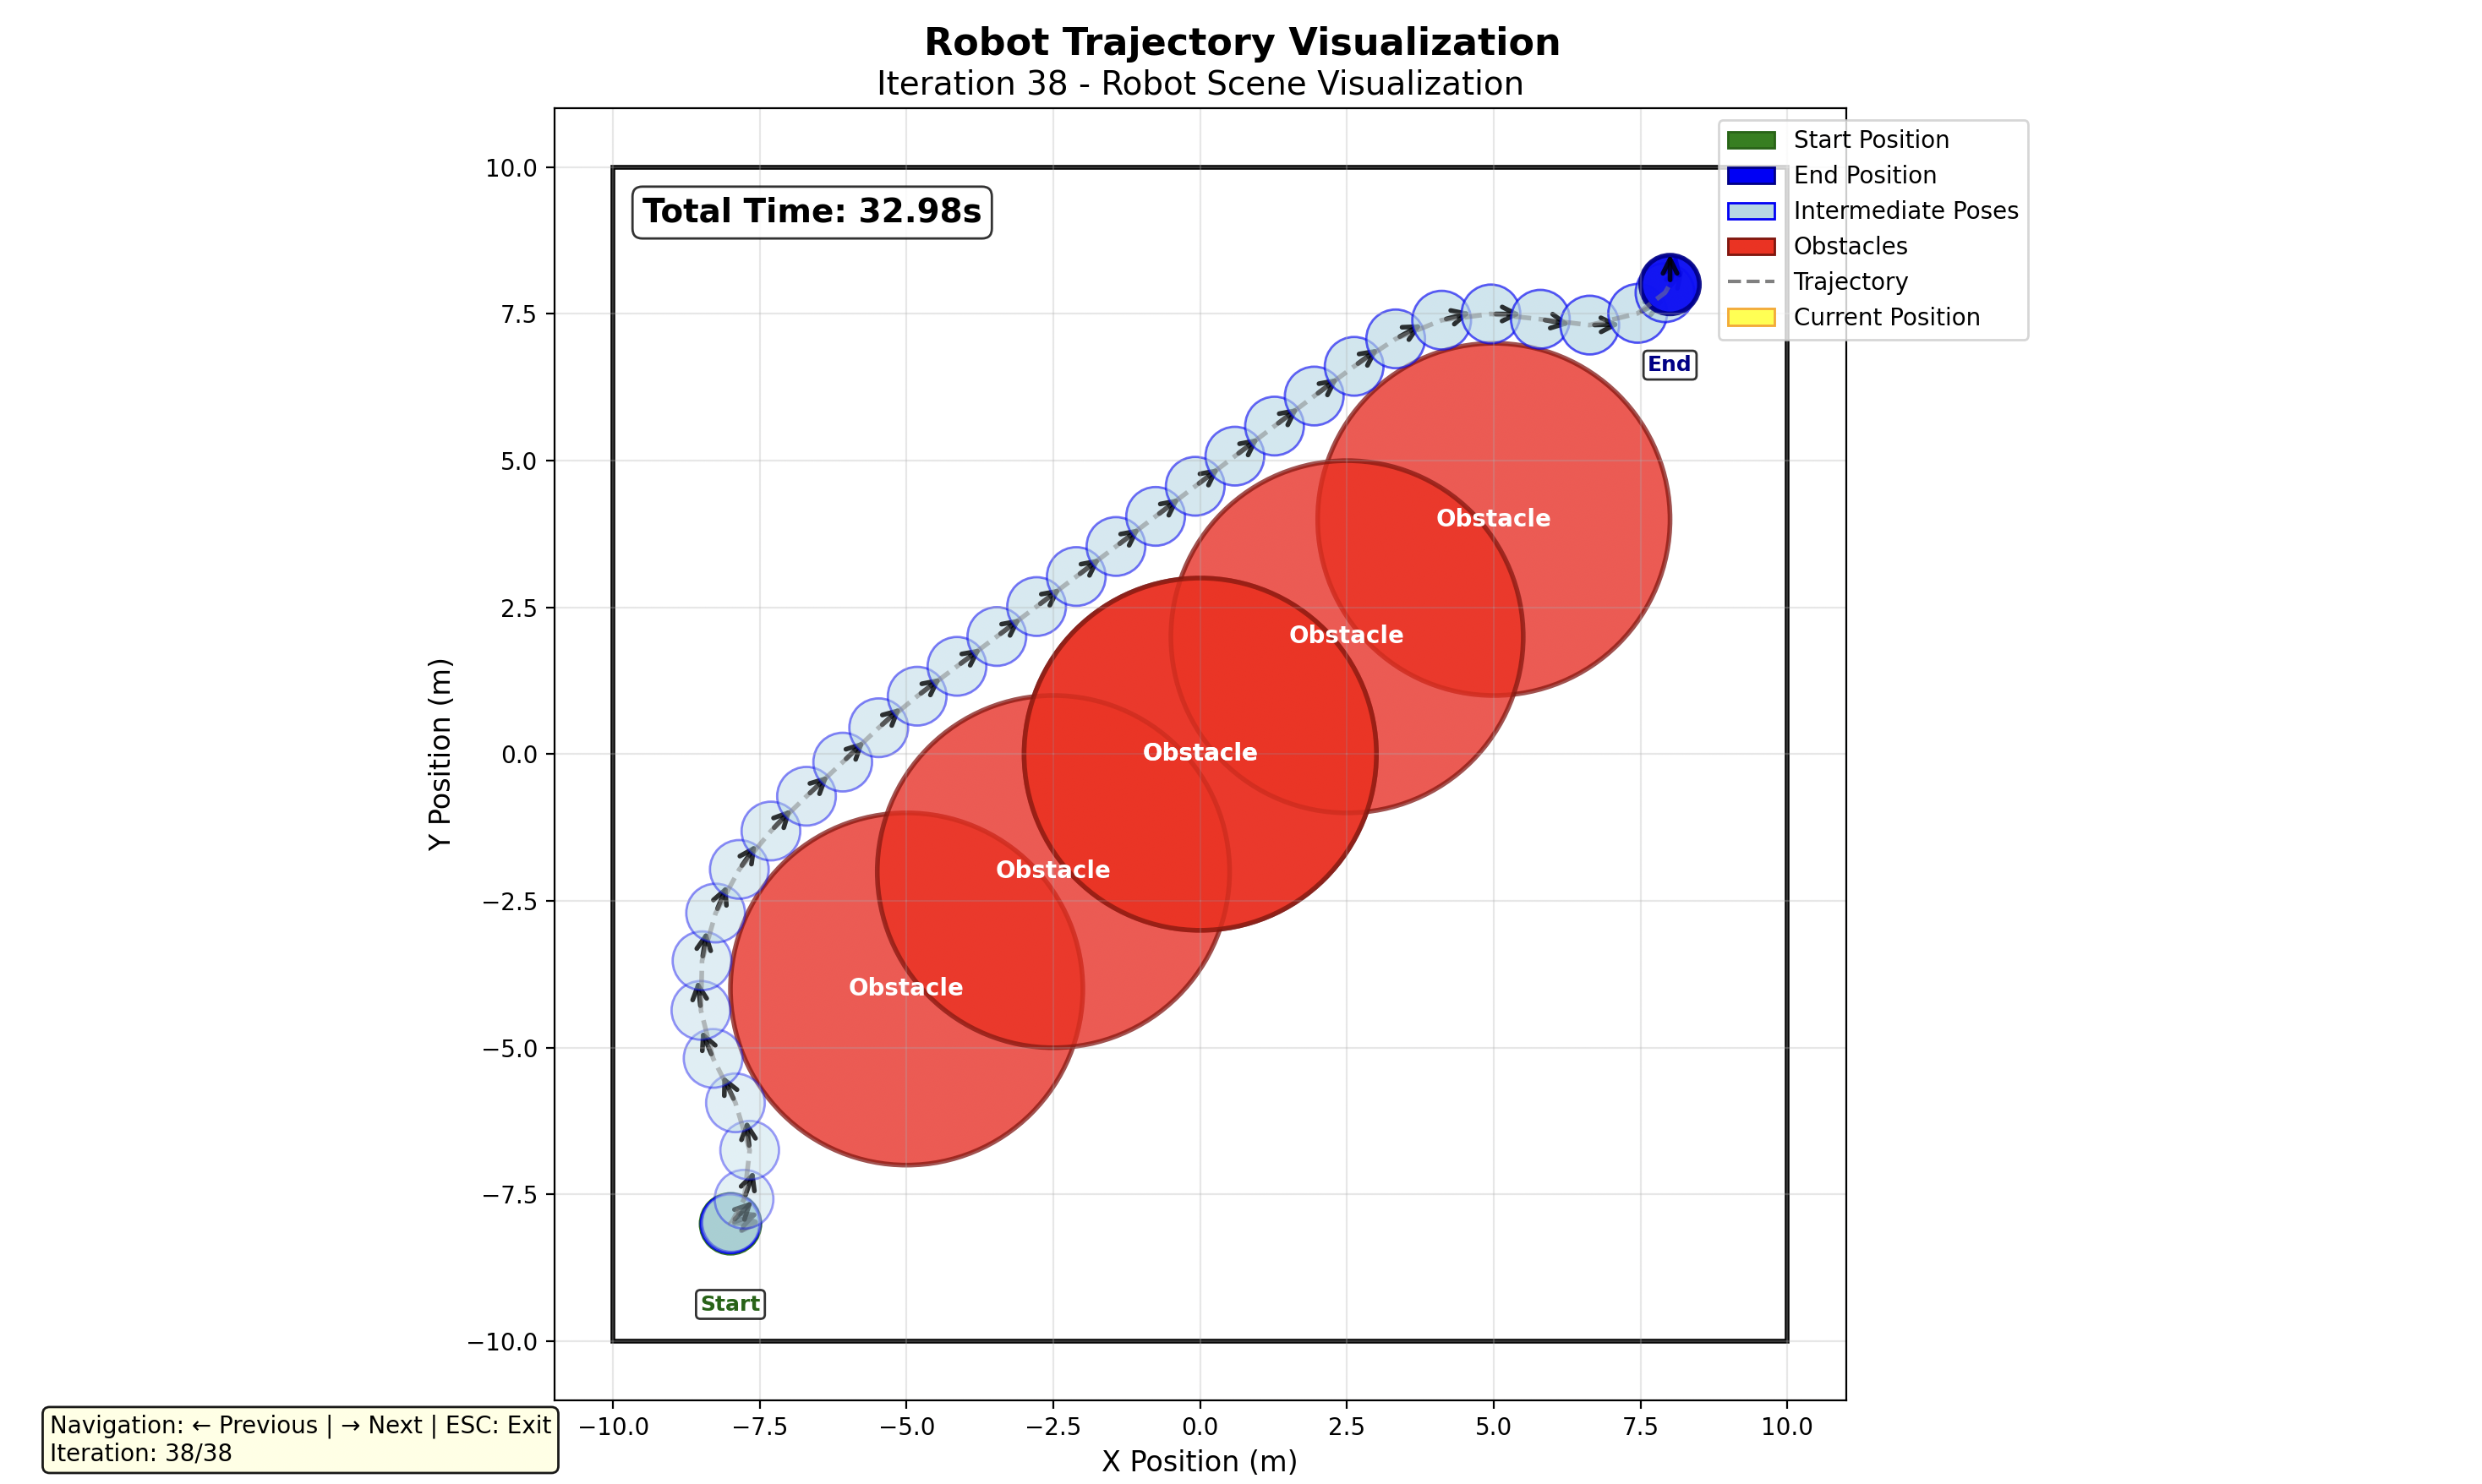 Robot Trajectory Visualization
Iteration 38 - Robot Scene Visualization
Total Time: 32.98s
Start Position
End Position
Intermediate Poses
Obstacles
Trajectory
Current Position
10.0
7.5
5.0
2.5
0.0
−2.5
−5.0
−7.5
−10.0
Y Position (m)
End
Obstacle
Obstacle
Obstacle
Obstacle
Obstacle
Start
−10.0
−7.5
−5.0
−2.5
0.0
2.5
5.0
7.5
10.0
X Position (m)
Navigation: ← Previous | → Next | ESC: Exit
Iteration: 38/38